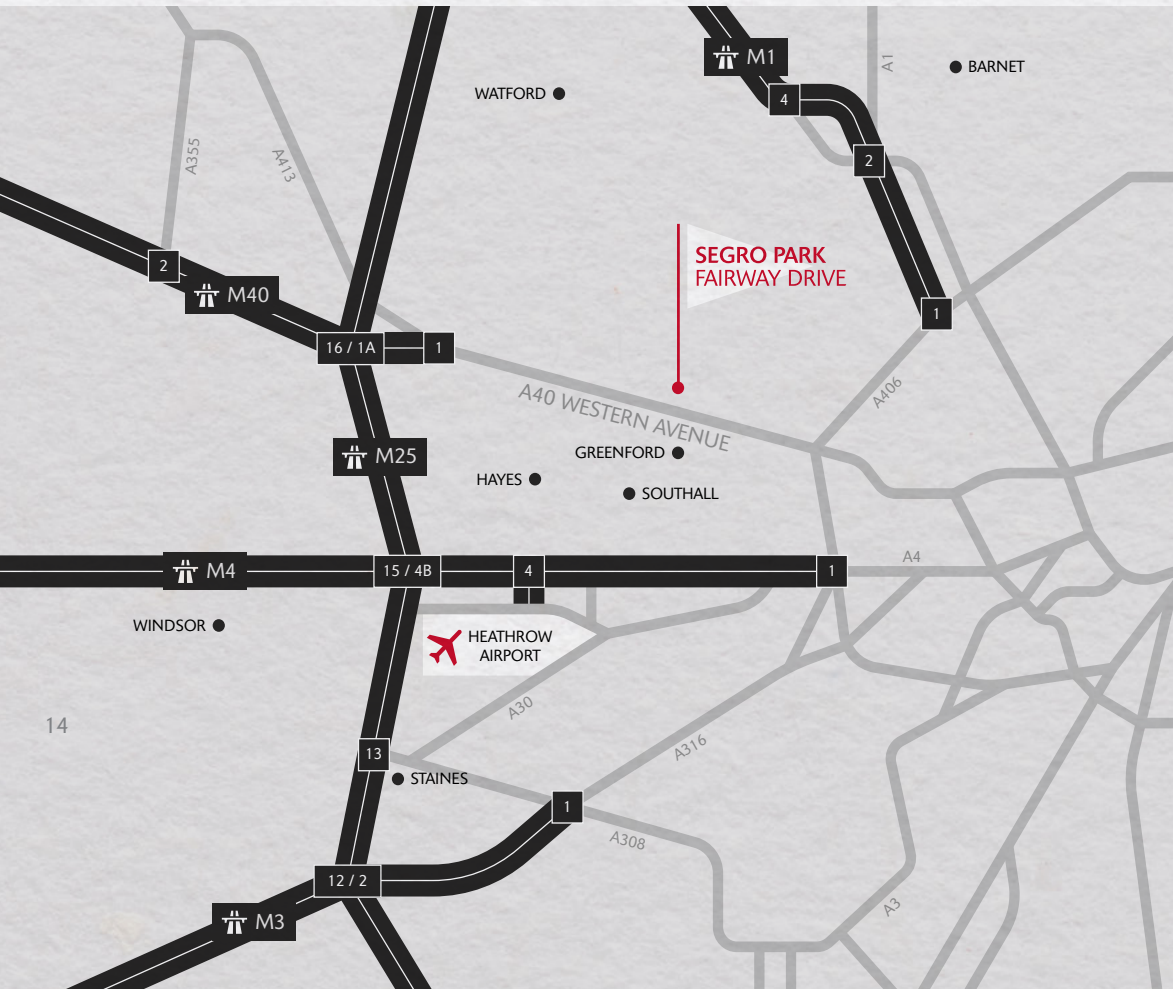 M1
A1
BARNET
WATFORD
4
A355
A413
2
2
SEGRO PARK
FAIRWAY DRIVE
M40
1
16 / 1A
1
A40 WESTERN AVENUE
A406
M25
GREENFORD
HAYES
SOUTHALL
M4
15 / 4B
4
1
A4
WINDSOR
HEATHROW
AIRPORT
A30
14
A316
13
STAINES
1
A308
12 / 2
M3
A3